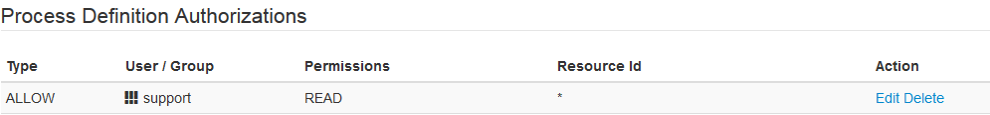 Process Definition Authorizations
Type User / Group Permissions Resource Id Action
ALLOW support READ * Edit Delete